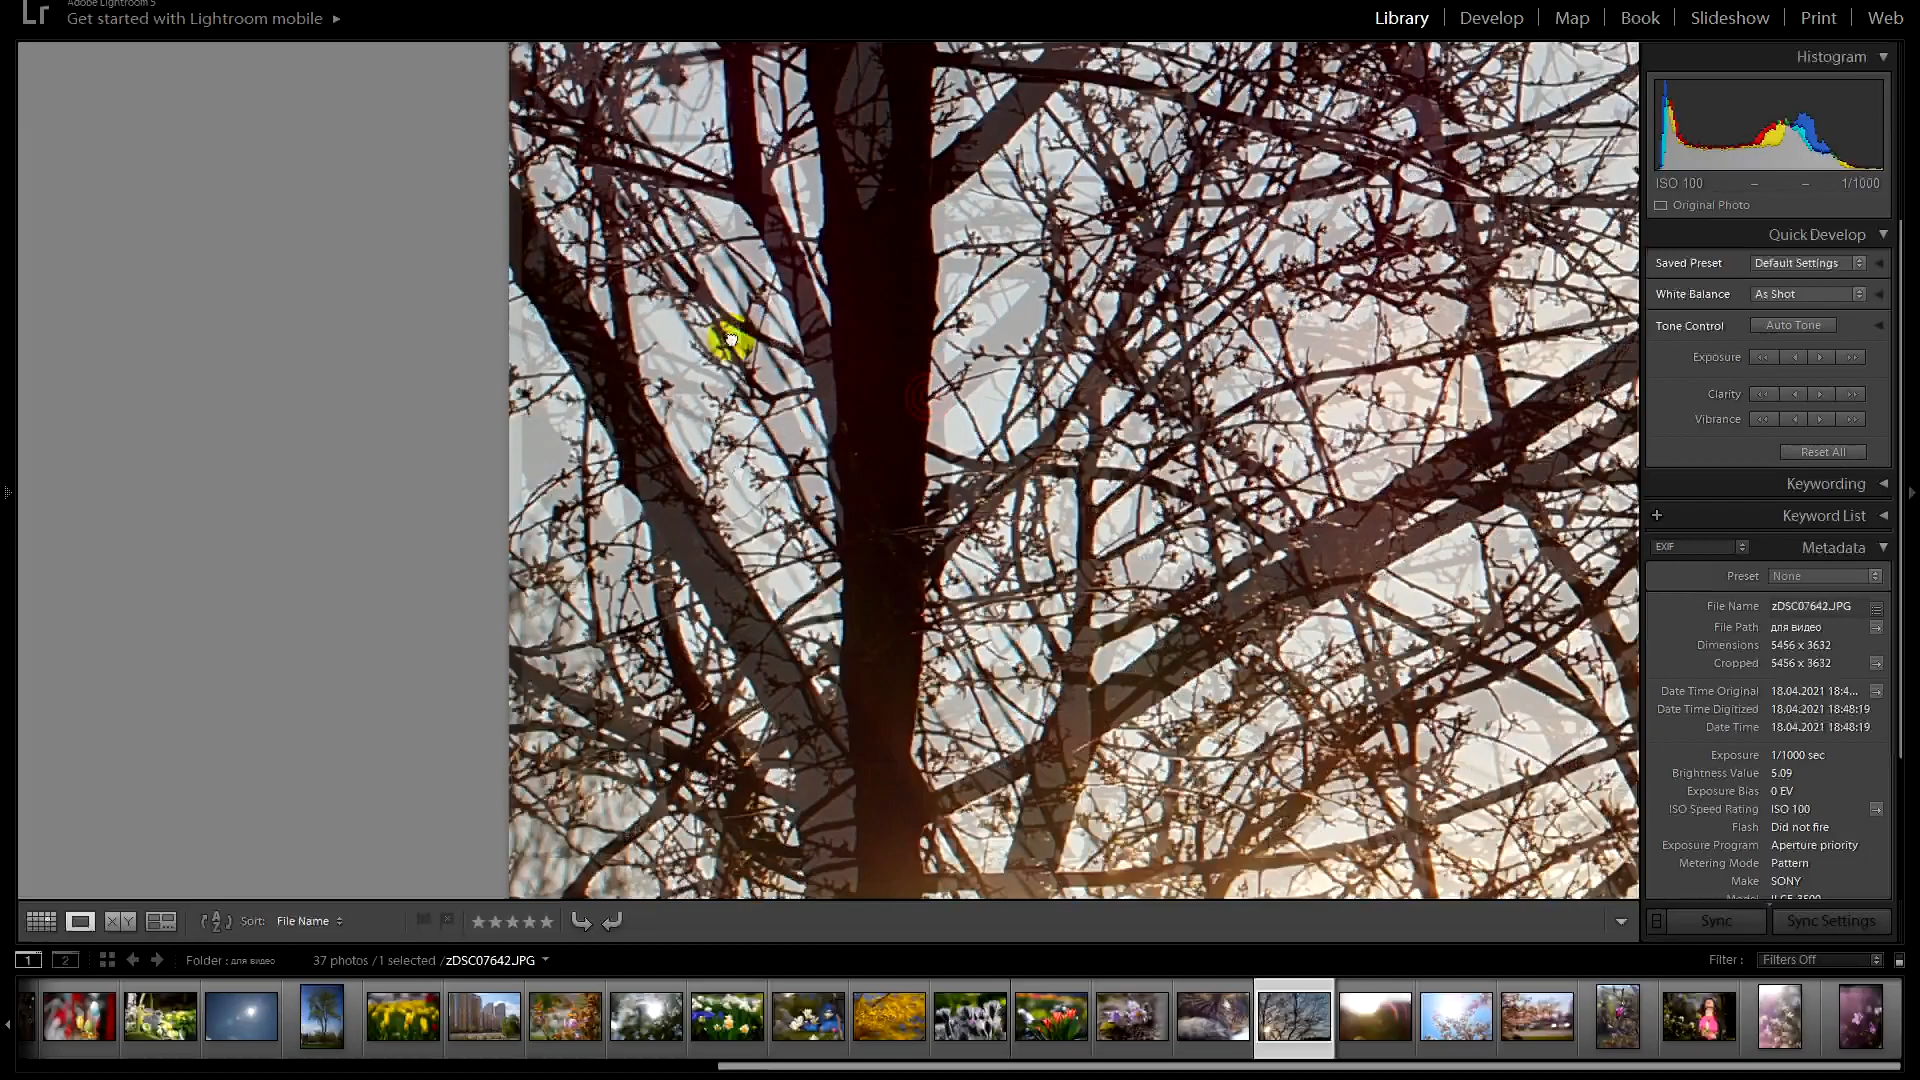 Lr
Adobe Lightroom 5
Get started with Lightroom mobile
Library
Develop
Map
Book
Slideshow
Print
Web
Histogram
ISO 100
–
–
1/1000
Original Photo
Quick Develop
Saved Preset
Default Settings
White Balance
As Shot
Tone Control
Auto Tone
Exposure
Clarity
Vibrance
Reset All
Keywording
Keyword List
EXIF
Metadata
Preset
None
File Name zDSC07642.JPG
File Path для видео
Dimensions 5456 x 3632
Cropped 5456 x 3632
Date Time Original 18.04.2021 18:4...
Date Time Digitized 18.04.2021 18:48:19
Date Time 18.04.2021 18:48:19
Exposure 1/1000 sec
Brightness Value 5.09
Exposure Bias 0 EV
ISO Speed Rating ISO 100
Flash Did not fire
Exposure Program Aperture priority
Metering Mode Pattern
Make SONY
XY
Sort: File Name
Sync
Sync Settings
1
2
Folder : для видео
37 photos / 1 selected / zDSC07642.JPG
Filter :
Filters Off